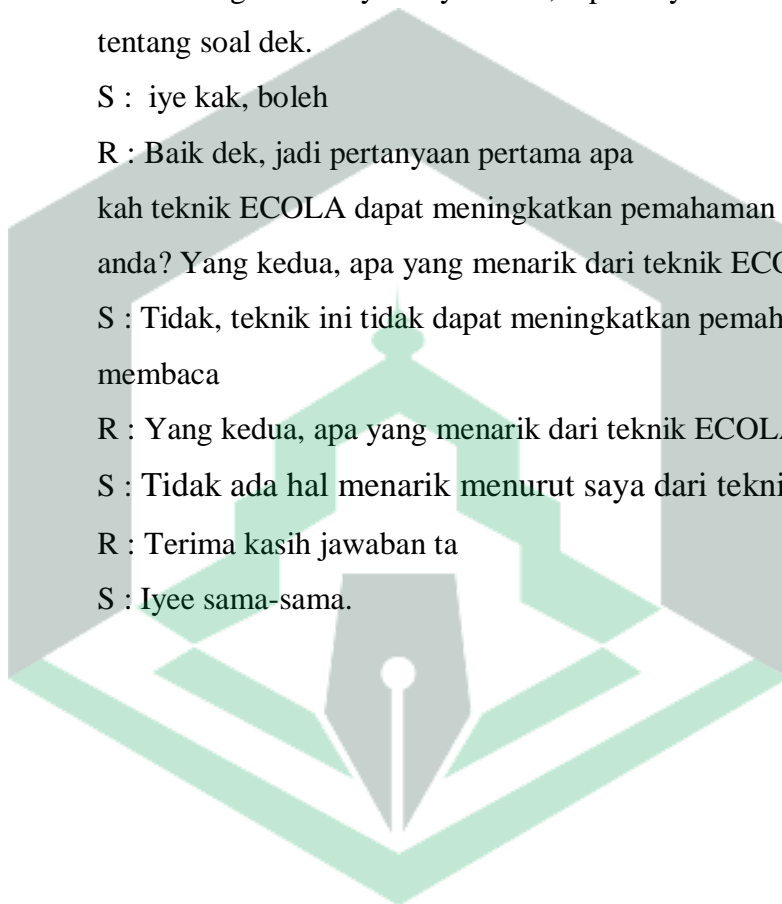 tentang soal dek.
S : iye kak, boleh
R : Baik dek, jadi pertanyaan pertama apa
kah teknik ECOLA dapat meningkatkan pemahaman
anda? Yang kedua, apa yang menarik dari teknik
S : Tidak, teknik ini tidak dapat meningkatkan
membaca
R : Yang kedua, apa yang menarik dari teknik ECOLA
S : Tidak ada hal menarik menurut saya dari
R : Terima kasih jawaban ta
S : Iyee sama-sama.